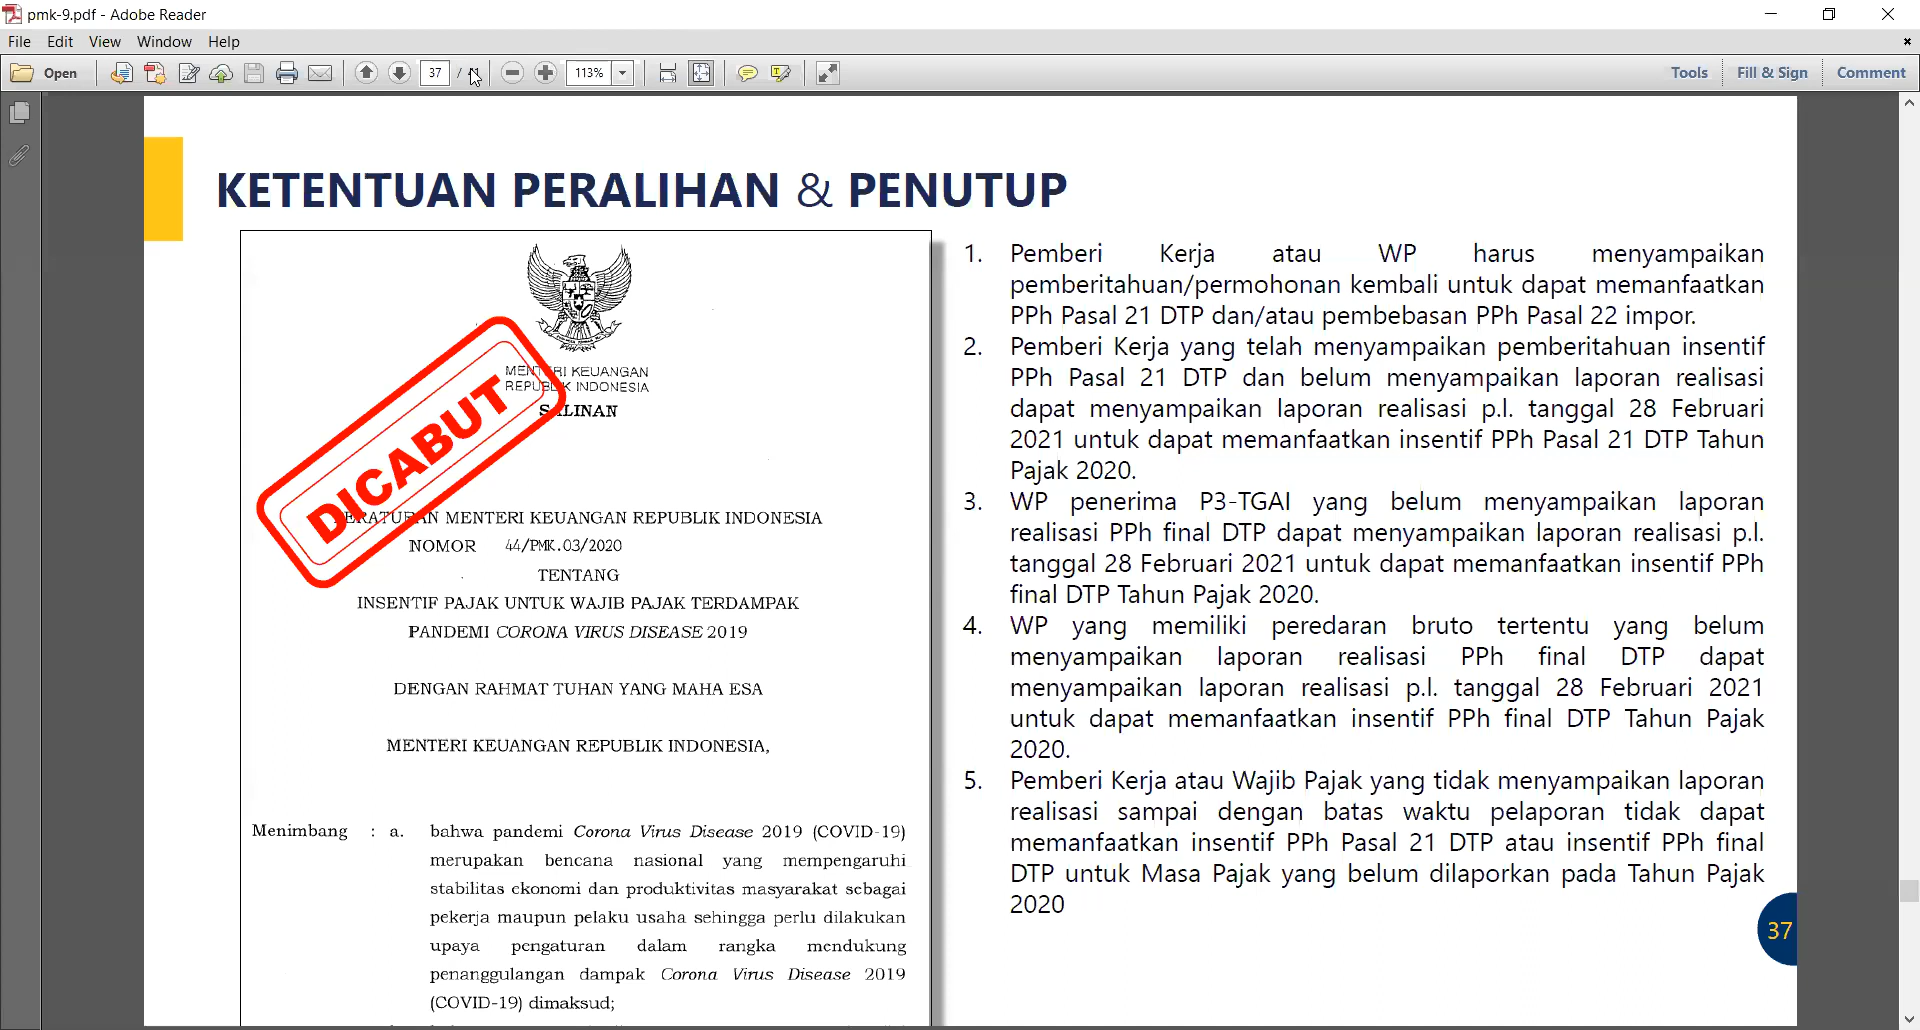 pmk-9.pdf - Adobe Reader
File Edit View Window Help
Open
37 /
113%
Tools Fill & Sign Comment
KETENTUAN PERALIHAN & PENUTUP
MENTERI KEUANGAN
REPUBLIK INDONESIA
SALINAN
DICABUT
PERATURAN MENTERI KEUANGAN REPUBLIK INDONESIA
NOMOR 44/PMK.03/2020
TENTANG
INSENTIF PAJAK UNTUK WAJIB PAJAK TERDAMPAK
PANDEMI CORONA VIRUS DISEASE 2019
DENGAN RAHMAT TUHAN YANG MAHA ESA
MENTERI KEUANGAN REPUBLIK INDONESIA,
Menimbang : a. bahwa pandemi Corona Virus Disease 2019 (COVID-19)
merupakan bencana nasional yang mempengaruhi
stabilitas ekonomi dan produktivitas masyarakat sebagai
pekerja maupun pelaku usaha sehingga perlu dilakukan
upaya pengaturan dalam rangka mendukung
penanggulangan dampak Corona Virus Disease 2019
(COVID-19) dimaksud;
1. Pemberi Kerja atau WP harus menyampaikan
pemberitahuan/permohonan kembali untuk dapat memanfaatkan
PPh Pasal 21 DTP dan/atau pembebasan PPh Pasal 22 impor.
2. Pemberi Kerja yang telah menyampaikan pemberitahuan insentif
PPh Pasal 21 DTP dan belum menyampaikan laporan realisasi
dapat menyampaikan laporan realisasi p.l. tanggal 28 Februari
2021 untuk dapat memanfaatkan insentif PPh Pasal 21 DTP Tahun
Pajak 2020.
3. WP penerima P3-TGAI yang belum menyampaikan laporan
realisasi PPh final DTP dapat menyampaikan laporan realisasi p.l.
tanggal 28 Februari 2021 untuk dapat memanfaatkan insentif PPh
final DTP Tahun Pajak 2020.
4. WP yang memiliki peredaran bruto tertentu yang belum
menyampaikan laporan realisasi PPh final DTP dapat
menyampaikan laporan realisasi p.l. tanggal 28 Februari 2021
untuk dapat memanfaatkan insentif PPh final DTP Tahun Pajak
2020.
5. Pemberi Kerja atau Wajib Pajak yang tidak menyampaikan laporan
realisasi sampai dengan batas waktu pelaporan tidak dapat
memanfaatkan insentif PPh Pasal 21 DTP atau insentif PPh final
DTP untuk Masa Pajak yang belum dilaporkan pada Tahun Pajak
2020
37